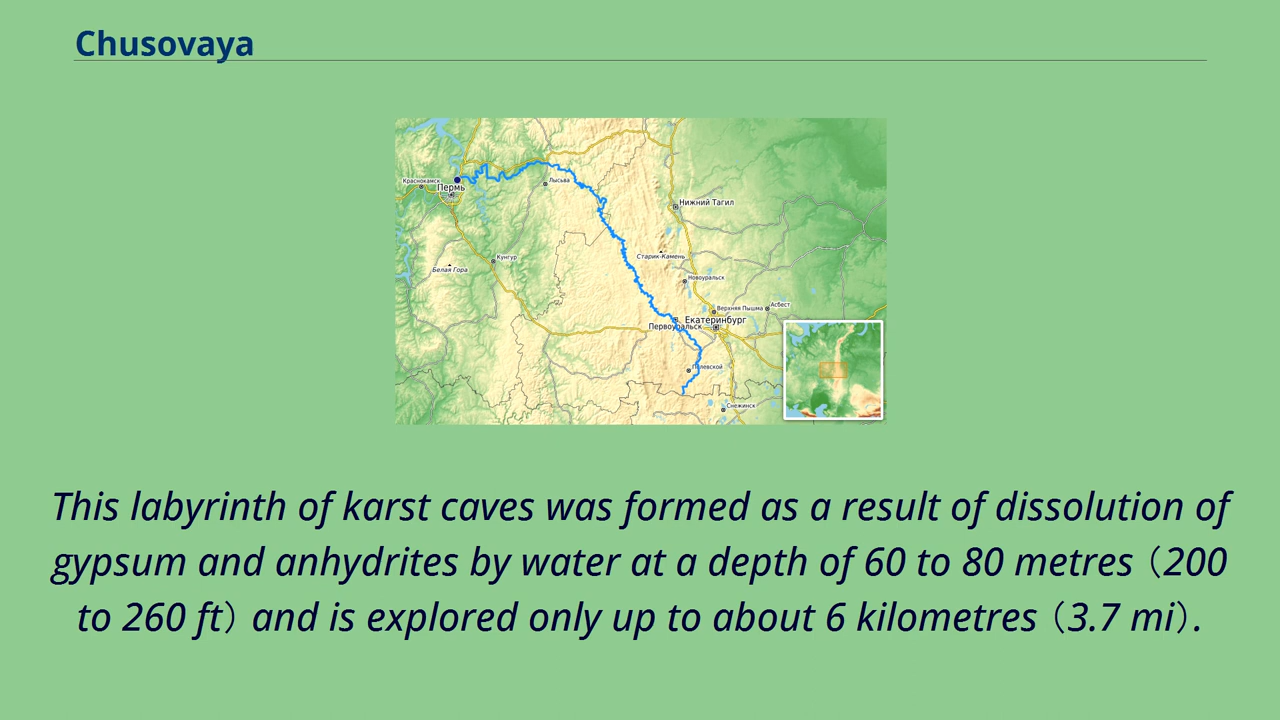 Chusovaya
Краснокамск
Пермь
Лысьва
Нижний Тагил
Кунгур
Белая Гора
Старик-Камень
Новоуральск
Верхняя Пышма
Асбест
Екатеринбург
Первоуральск
Полевской
Снежинск
This labyrinth of karst caves was formed as a result of dissolution of
gypsum and anhydrites by water at a depth of 60 to 80 metres（200
to 260 ft）and is explored only up to about 6 kilometres（3.7 mi）.